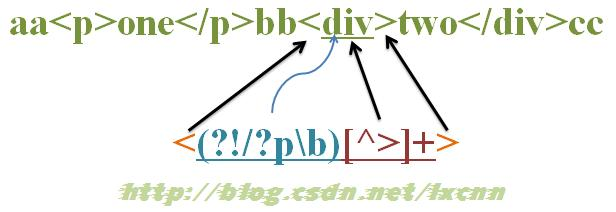 aa<p>one</p>bb<div>two</div>cc
<(?!/?p\b)[^>]+>
http://blog.csdn.net/lxcnn